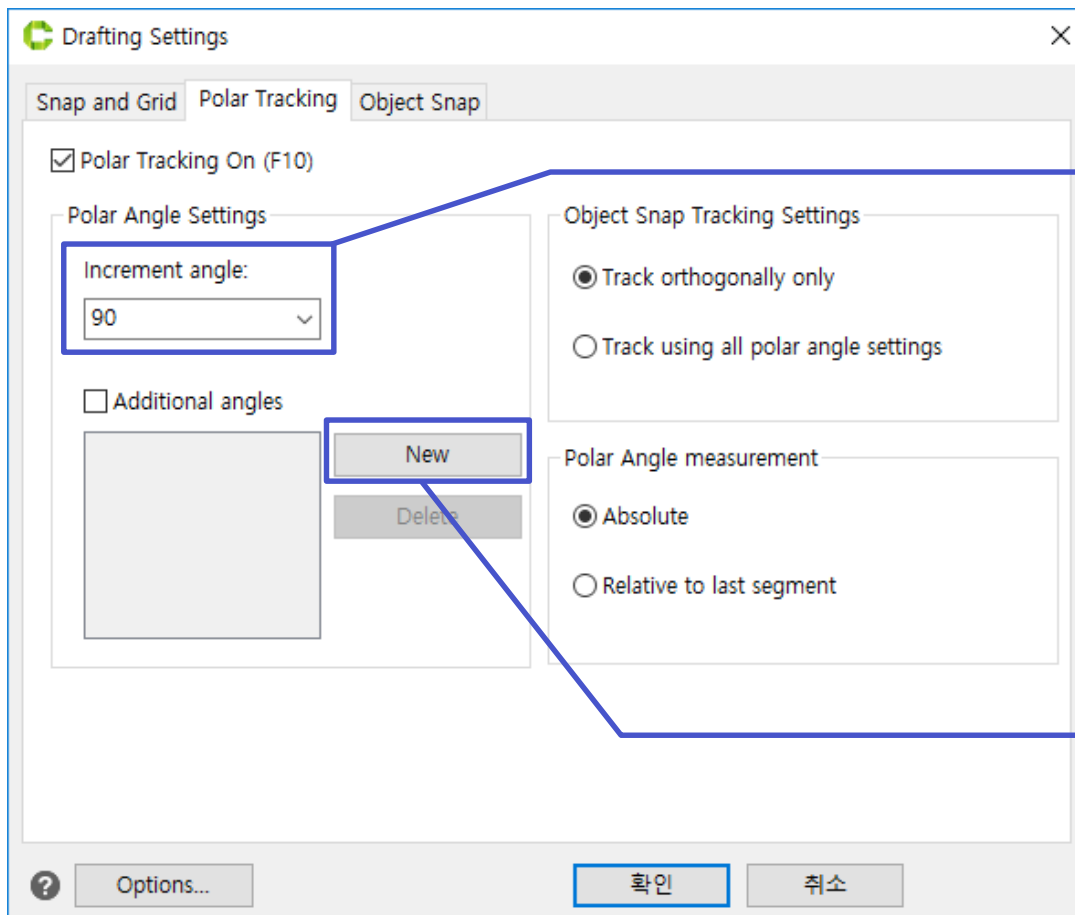 Drafting Settings
Snap and Grid
Polar Tracking
Object Snap
Polar Tracking On (F10)
Polar Angle Settings
Increment angle:
90
Additional angles
New
Delete
Object Snap Tracking Settings
Track orthogonally only
Track using all polar angle settings
Polar Angle measurement
Absolute
Relative to last segment
?
Options...
확인
취소